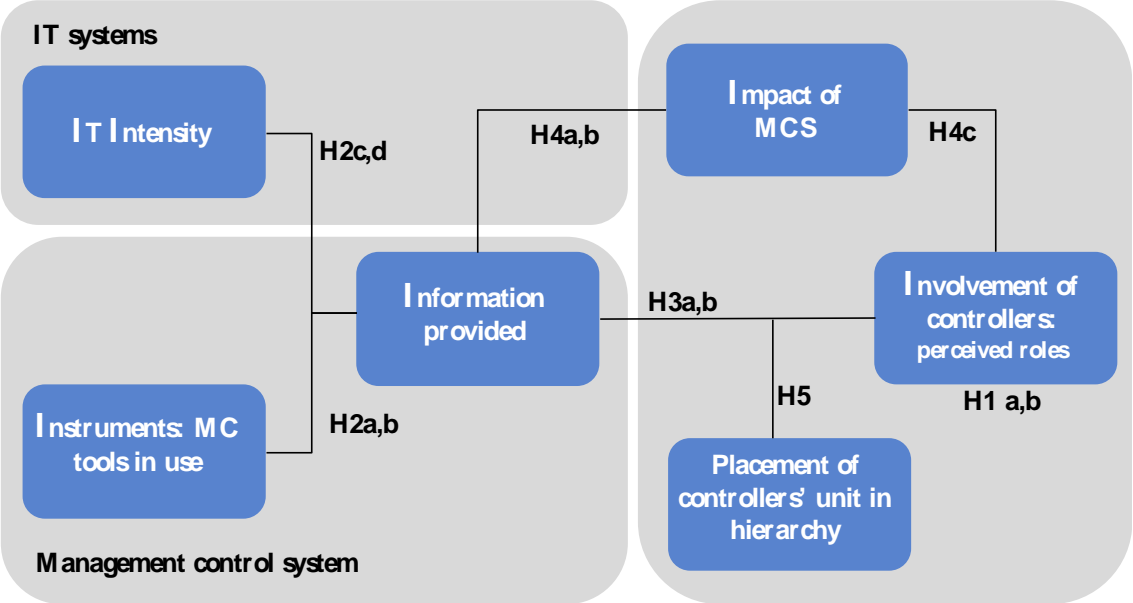 IT systems
IT Intensity
H2c,d
H4a,b
Impact of
MCS
H4c
Information
provided
H3a,b
Involvement of
controllers:
perceived roles
H1 a,b
Instruments: MC
tools in use
H2a,b
H5
Placement of
controllers’ unit in
hierarchy
Management control system